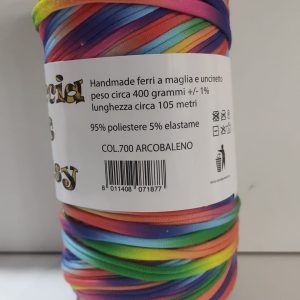 Handmade ferri a maglia e uncinetto
peso circa 400 grammi +/- 1%
lunghezza circa 105 metri
95% poliestere 5% elastame
COL.700 ARCOBALENO
6 011408 071877